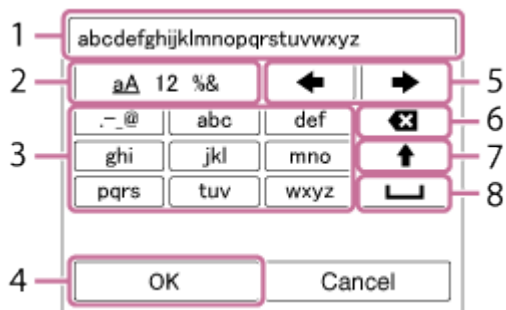 1 abcdefghijklmnopqrstuvwxyz
2 aA 12 %& 5
.-_@ abc def 6
3 ghi jkl mno 7
pqrs tuv wxyz 8
4 OK Cancel